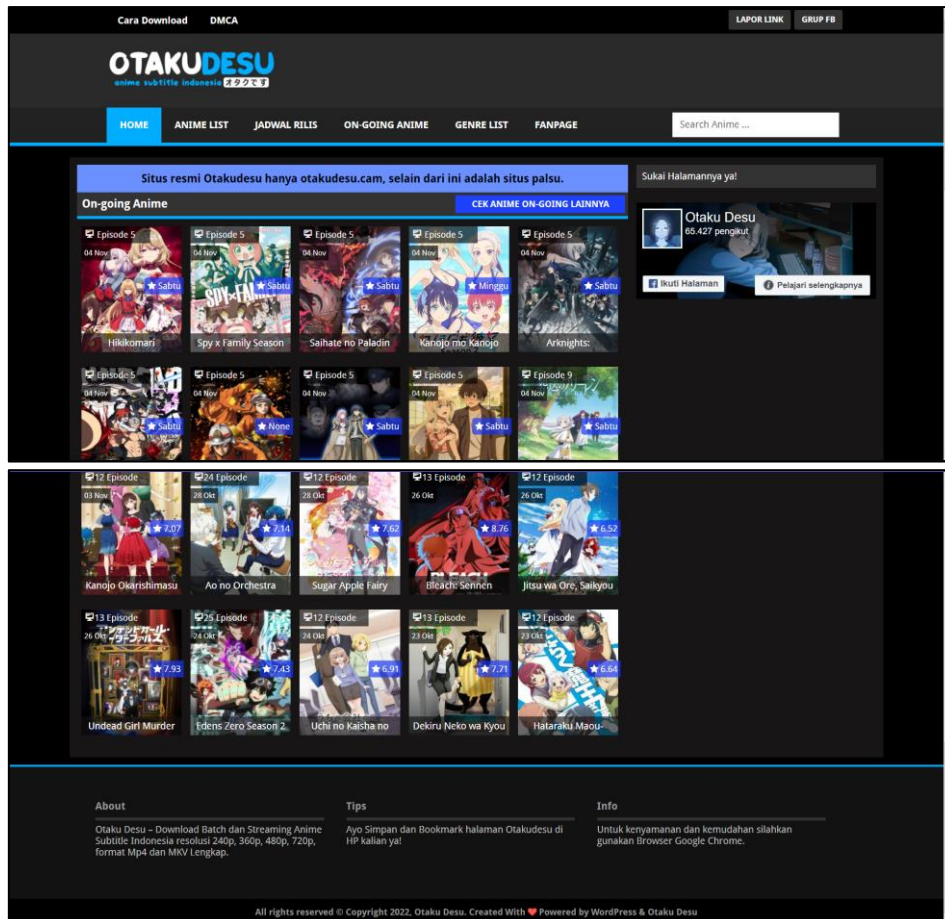 Cara Download DMCA LAPOR LINK GRUP FB
OTAKUDESU
anime subtitle indonesia オタクです
HOME ANIME LIST JADWAL RILIS ON-GOING ANIME GENRE LIST FANPAGE Search Anime ...
Situs resmi Otakudesu hanya otakudesu.cam, selain dari ini adalah situs palsu.
Sukai Halamannya ya!
On-going Anime CEK ANIME ON-GOING LAINNYA
Otaku Desu
65.427 pengikut
Ikuti Halaman Pelajari selengkapnya
Episode 5 Episode 5 Episode 5 Episode 5 Episode 5
04 Nov 04 Nov 04 Nov 04 Nov 04 Nov
Sabtu Sabtu Sabtu Minggu Sabtu
SPY×FAMILY
Hikikomari Spy x Family Season Saihate no Paladin Kanojo mo Kanojo Arknights:
Episode 5 Episode 5 Episode 5 Episode 5 Episode 9
04 Nov 04 Nov 04 Nov 04 Nov 04 Nov
Sabtu None Sabtu Sabtu Sabtu
12 Episode 24 Episode 12 Episode 13 Episode 12 Episode
03 Nov 28 Okt 28 Okt 26 Okt 26 Okt
7.07 7.14 7.62 8.76 6.52
BLEACH
Kanojo Okarishimasu Ao no Orchestra Sugar Apple Fairy Bleach: Sennen Jitsu wa Ore, Saikyou
13 Episode 25 Episode 12 Episode 13 Episode 12 Episode
26 Okt 24 Okt 24 Okt 23 Okt 23 Okt
7.93 7.43 6.91 7.71 6.64
Undead Girl Murder Edens Zero Season 2 Uchi no Kaisha no Dekiru Neko wa Kyou Hataraku Maou-
About
Otaku Desu – Download Batch dan Streaming Anime
Subtitle Indonesia resolusi 240p, 360p, 480p, 720p,
format Mp4 dan MKV Lengkap.
Tips
Ayo Simpan dan Bookmark halaman Otakudesu di
HP kalian ya!
Info
Untuk kenyamanan dan kemudahan silahkan
gunakan Browser Google Chrome.
All rights reserved © Copyright 2022, Otaku Desu. Created With ❤ Powered by WordPress & Otaku Desu